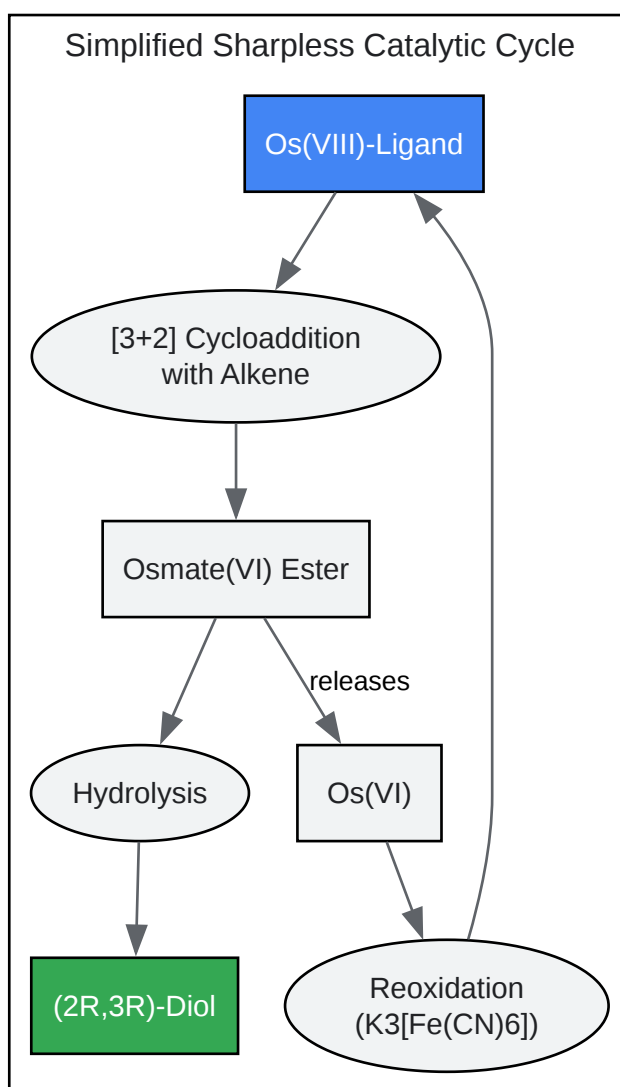 Simplified Sharpless Catalytic Cycle
Os(VIII)-Ligand
[3+2] Cycloaddition
with Alkene
Osmate(VI) Ester
releases
Hydrolysis
Os(VI)
(2R,3R)-Diol
Reoxidation
(K3[Fe(CN)6])